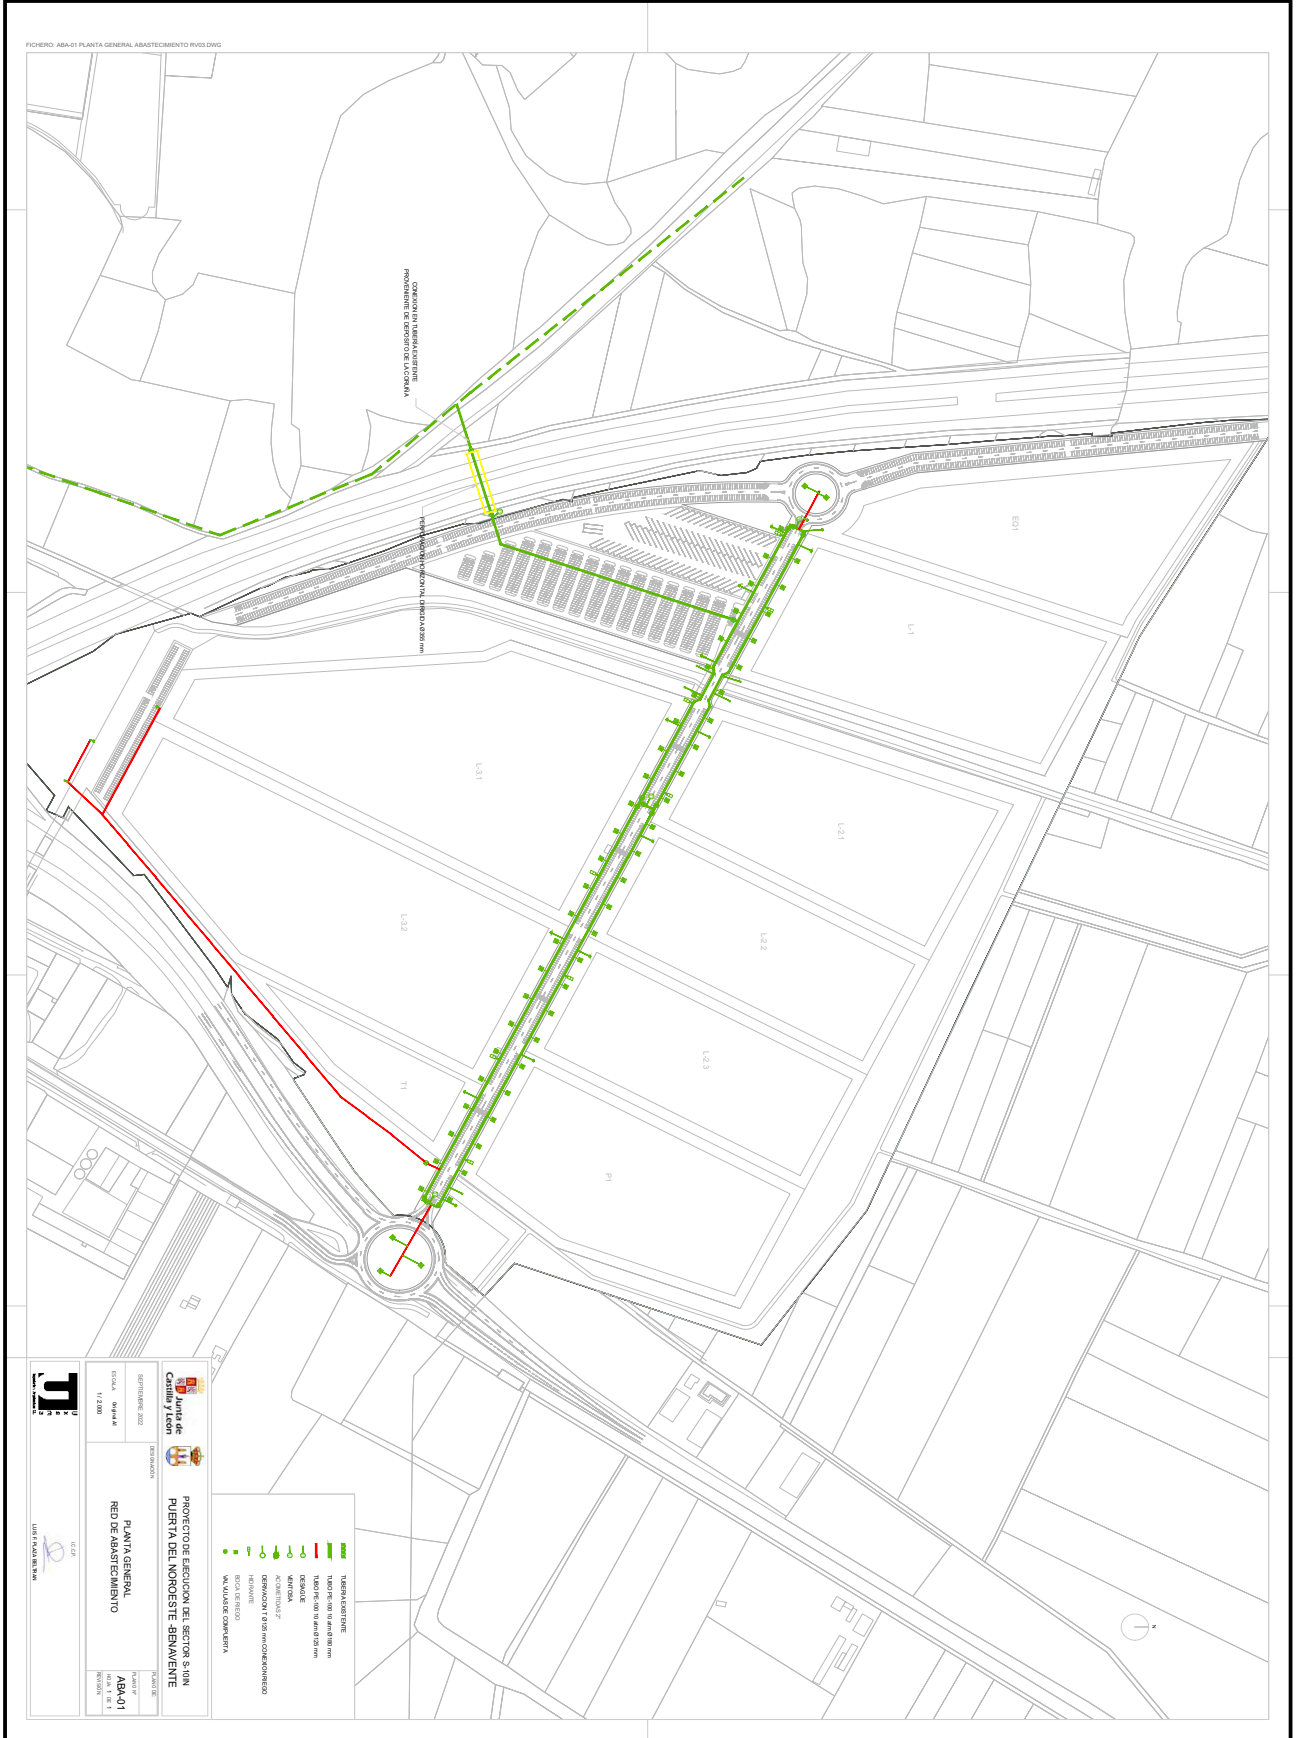 FICHERO: ABA-01 PLANTA GENERAL ABASTECIMIENTO RV03.DWG
CONEXION EN TUBERIA EXISTENTE
PROVENIENTE DE DEPOSITO DE LA CORUÑA
PERFORACION HORIZONTAL DIRIGIDA Ø355 mm
EQ1
L-1
L-3.1
L-2.1
L-3.2
L-2.2
L-2.3
T1
P1
N
TUBERIA EXISTENTE
TUBO PE-100 10 atm Ø180 mm
TUBO PE-100 10 atm Ø125 mm
DESAGÜE
VENTOSA
ACOMETIDAS 2"
DERIVACION T Ø125 mm CONEXION RIEGO
HIDRANTE
BOCA DE RIEGO
VALVULAS DE COMPUERTA
Junta de
Castilla y León
PROYECTO DE EJECUCION DEL SECTOR S-10IN
PUERTA DEL NOROESTE -BENAVENTE
SEPTIEMBRE 2022
ESCALA Original A1
1 / 2.000
DESIGNACIÓN
PLANTA GENERAL
RED DE ABASTECIMIENTO
PLANO DE:
PLANO Nº
ABA-01
HOJA 1 DE 1
REVISIÓN
I.C.C.P.
LUIS F. PLAZA BELTRAN